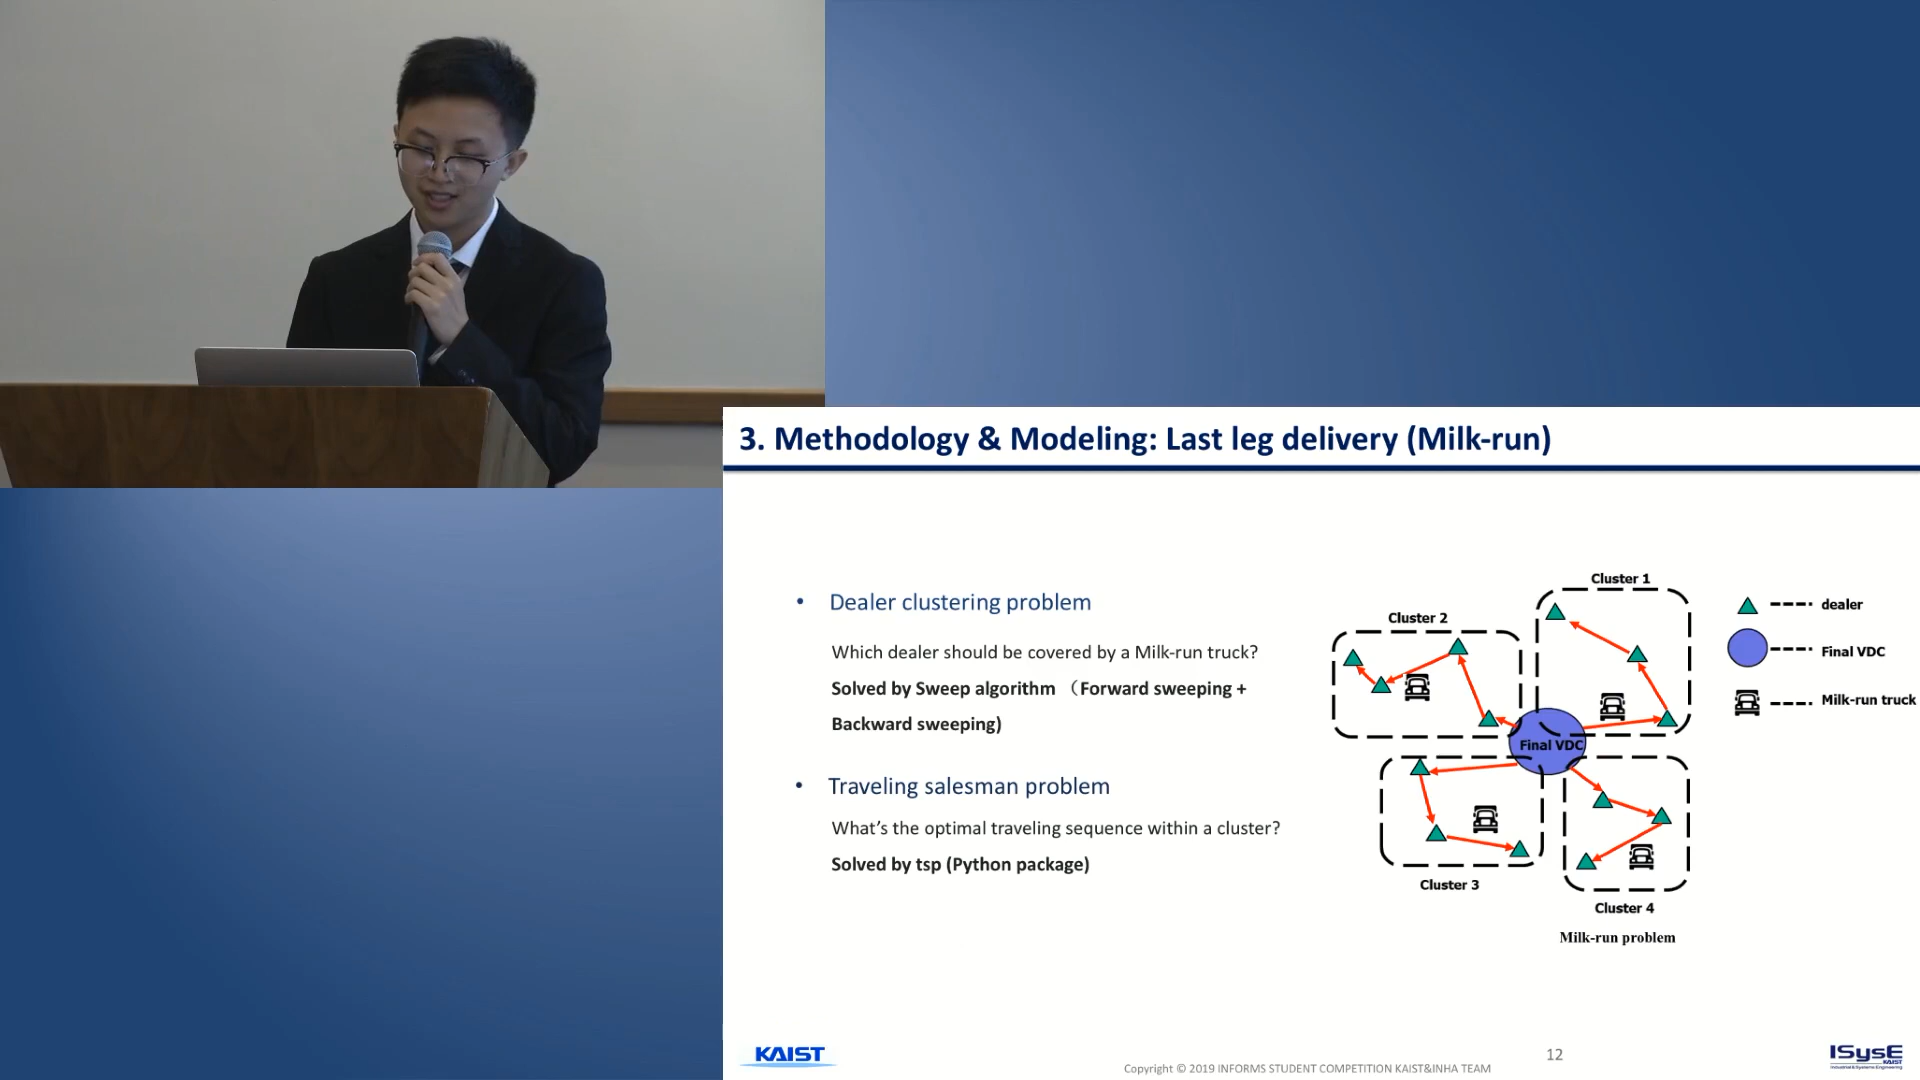 3. Methodology & Modeling: Last leg delivery (Milk-run)
• Dealer clustering problem
Which dealer should be covered by a Milk-run truck?
Solved by Sweep algorithm （Forward sweeping +
Backward sweeping)
• Traveling salesman problem
What's the optimal traveling sequence within a cluster?
Solved by tsp (Python package)
Cluster 1
Cluster 2
Final VDC
Cluster 3
Cluster 4
Milk-run problem
dealer
Final VDC
Milk-run truck
KAIST
Copyright © 2019 INFORMS STUDENT COMPETITION KAIST&INHA TEAM
12
ISysE
KAIST
Industrial & Systems Engineering